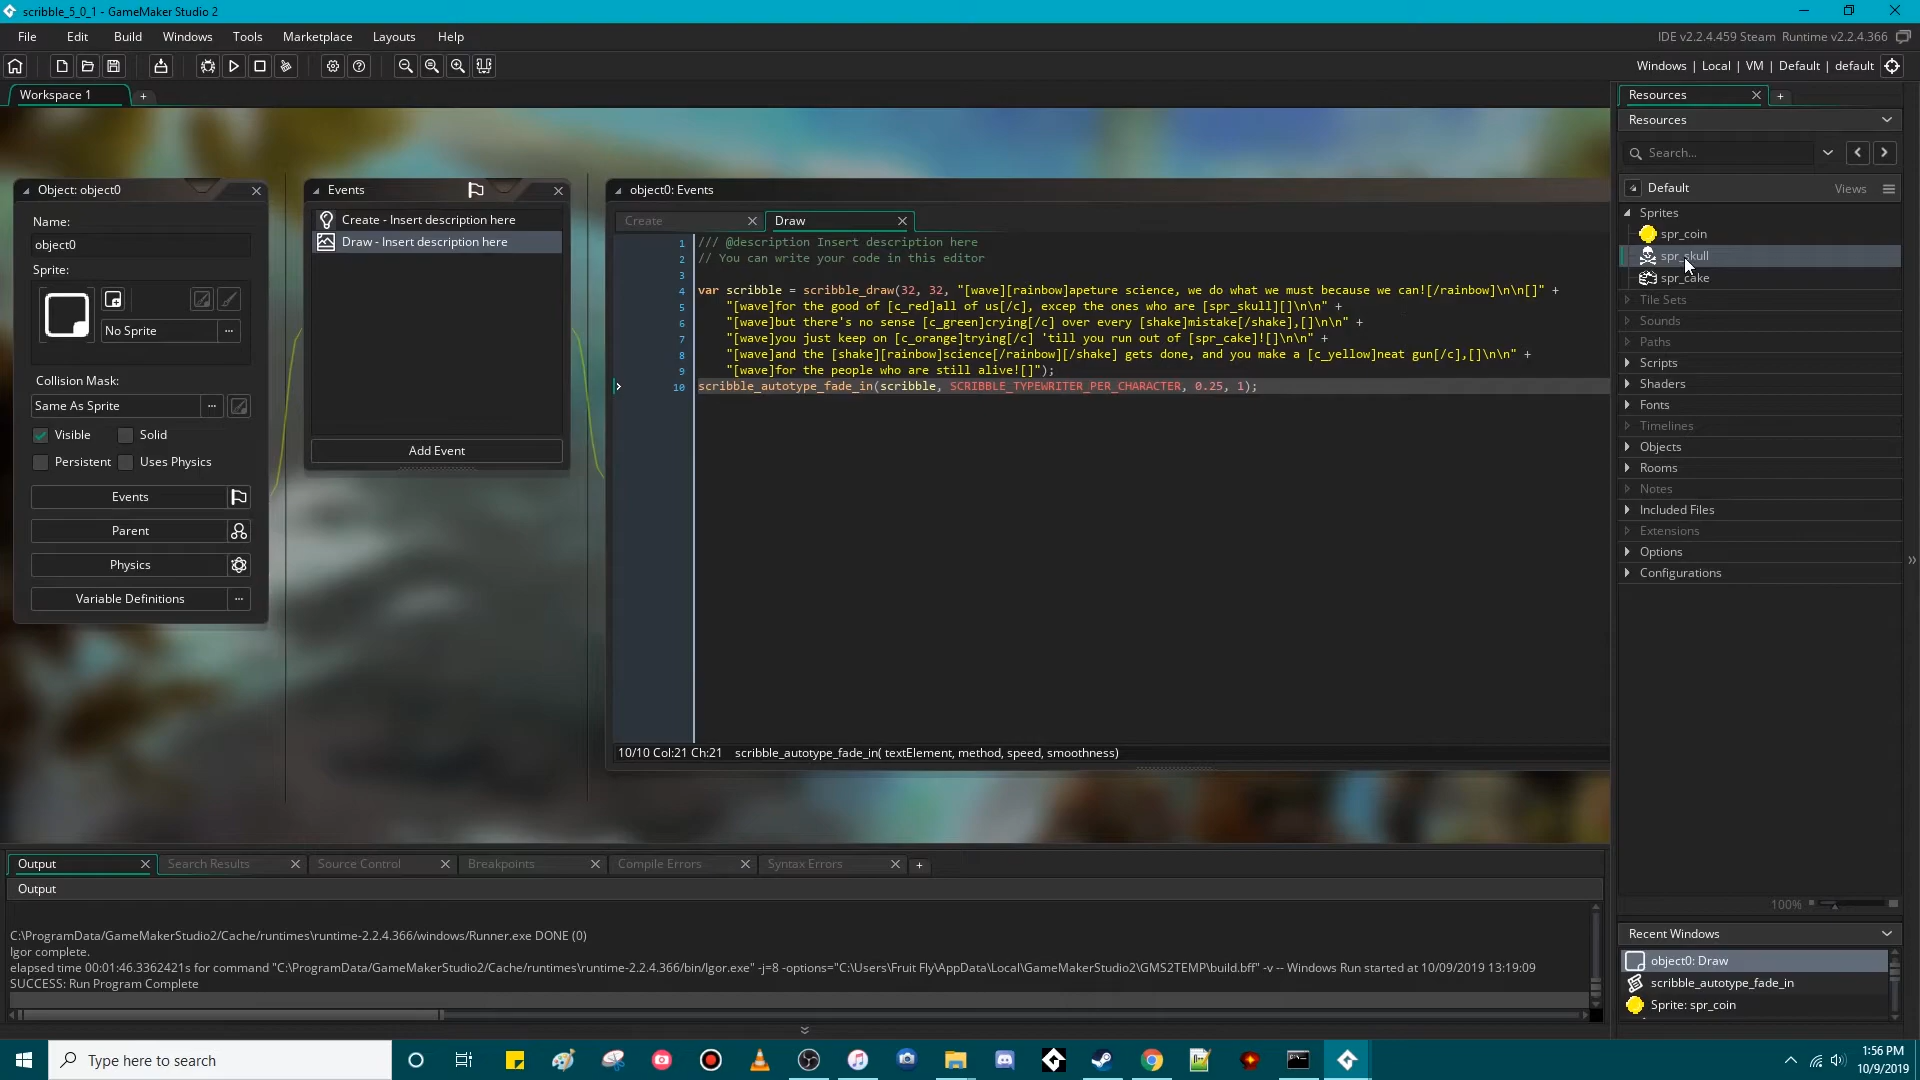 scribble_5_0_1 - GameMaker Studio 2
File Edit Build Windows Tools Marketplace Layouts Help
IDE v2.2.4.459 Steam Runtime v2.2.4.366
Windows | Local | VM | Default | default
Workspace 1
Object: object0
Name:
object0
Sprite:
No Sprite
Collision Mask:
Same As Sprite
Visible Solid
Persistent Uses Physics
Events
Parent
Physics
Variable Definitions
Events
Create - Insert description here
Draw - Insert description here
Add Event
object0: Events
Create Draw
1 /// @description Insert description here
2 // You can write your code in this editor
3
4 var scribble = scribble_draw(32, 32, "[wave][rainbow]apeture science, we do what we must because we can![/rainbow]\n\n[]" +
5 "[wave]for the good of [c_red]all of us[/c], excep the ones who are [spr_skull][]\n\n" +
6 "[wave]but there's no sense [c_green]crying[/c] over every [shake]mistake[/shake],[]\n\n" +
7 "[wave]you just keep on [c_orange]trying[/c] 'till you run out of [spr_cake]![]\n\n" +
8 "[wave]and the [shake][rainbow]science[/rainbow][/shake] gets done, and you make a [c_yellow]neat gun[/c],[]\n\n" +
9 "[wave]for the people who are still alive![]");
10 scribble_autotype_fade_in(scribble, SCRIBBLE_TYPEWRITER_PER_CHARACTER, 0.25, 1);
10/10 Col:21 Ch:21 scribble_autotype_fade_in( textElement, method, speed, smoothness)
Resources
Resources
Search...
Default Views
Sprites
spr_coin
spr_skull
spr_cake
Tile Sets
Sounds
Paths
Scripts
Shaders
Fonts
Timelines
Objects
Rooms
Notes
Included Files
Extensions
Options
Configurations
100%
Recent Windows
object0: Draw
scribble_autotype_fade_in
Sprite: spr_coin
Output Search Results Source Control Breakpoints Compile Errors Syntax Errors
Output
C:\ProgramData/GameMakerStudio2/Cache/runtimes\runtime-2.2.4.366/windows/Runner.exe DONE (0)
Igor complete.
elapsed time 00:01:46.3362421s for command "C:\ProgramData/GameMakerStudio2/Cache/runtimes\runtime-2.2.4.366/bin/Igor.exe" -j=8 -options="C:\Users\Fruit Fly\AppData\Local\GameMakerStudio2\GMS2TEMP\build.bff" -v -- Windows Run started at 10/09/2019 13:19:09
SUCCESS: Run Program Complete
Type here to search
1:56 PM
10/9/2019